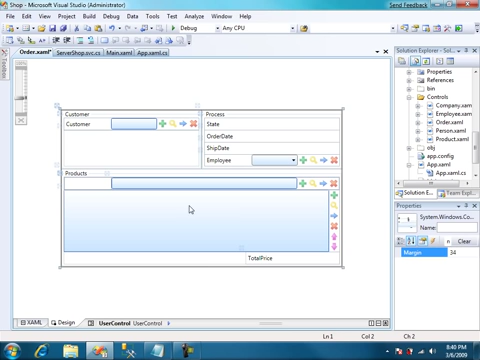 Shop - Microsoft Visual Studio (Administrator)
Send Feedback
File Edit View Project Build Debug Data Tools Test Analyze Window Help
Debug Any CPU
Order.xaml* ServerShop.svc.cs Main.xaml App.xaml.cs
Toolbox
Customer
Customer
Process
State
OrderDate
ShipDate
Employee
Products
TotalPrice
Solution Explorer
Properties
References
bin
Controls
Company.xam
Employee.xam
Order.xaml
Person.xaml
Product.xaml
obj
app.config
App.xaml
App.xaml.cs
Solution E... Team Expl...
Properties
System.Windows.Co
Name:
Clear
Margin 34
XAML Design UserControl UserControl
Ln 1 Col 2 Ch 2
8:40 PM
3/6/2009